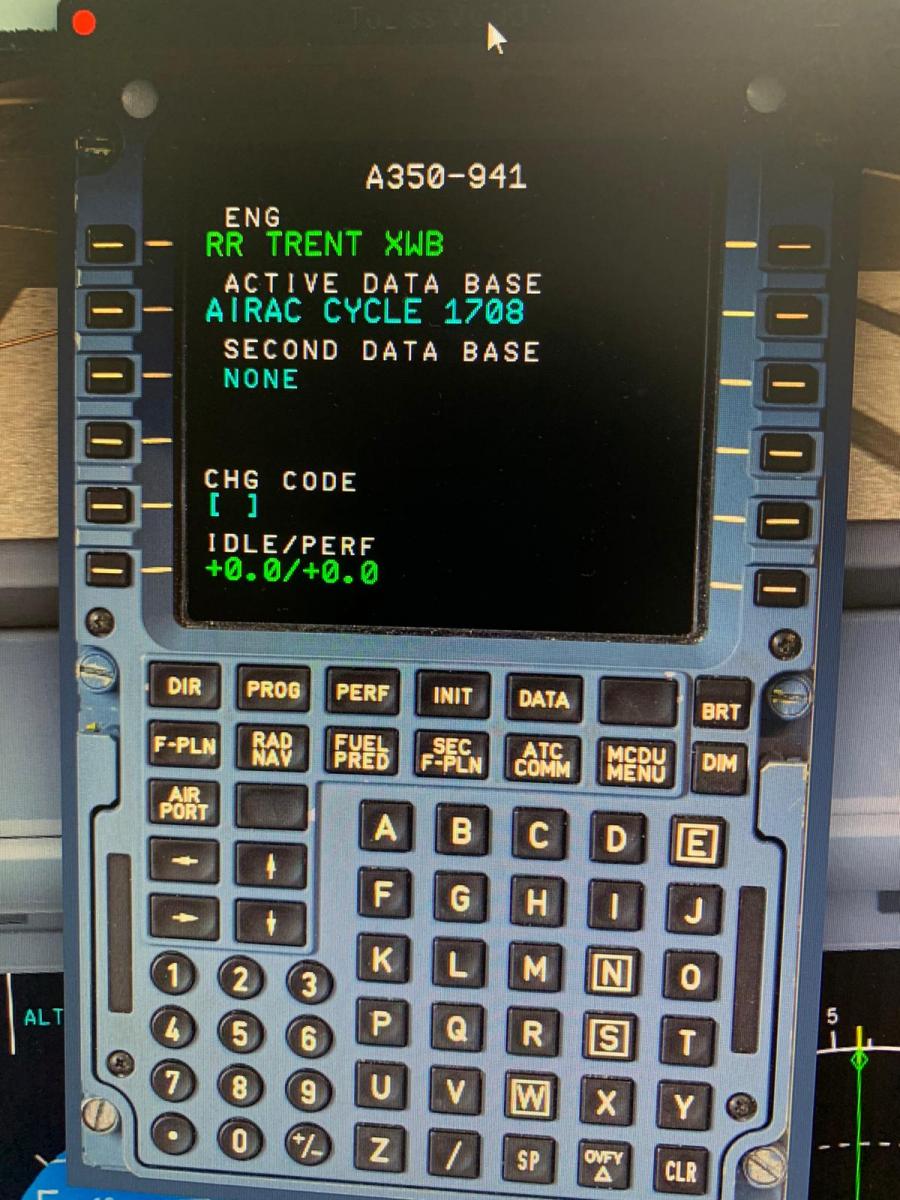 A350-941
ENG
RR TRENT XWB
ACTIVE DATA BASE
AIRAC CYCLE 1708
SECOND DATA BASE
NONE
CHG CODE
[ ]
IDLE/PERF
+0.0/+0.0
DIR PROG PERF INIT DATA BRT
F-PLN RAD NAV FUEL PRED SEC F-PLN ATC COMM MCDU MENU DIM
AIR PORT
A B C D E
F G H I J
K L M N O
P Q R S T
U V W X Y
Z / SP OVFY Δ CLR
1 2 3
4 5 6
7 8 9
. 0 +/-
ALT
5